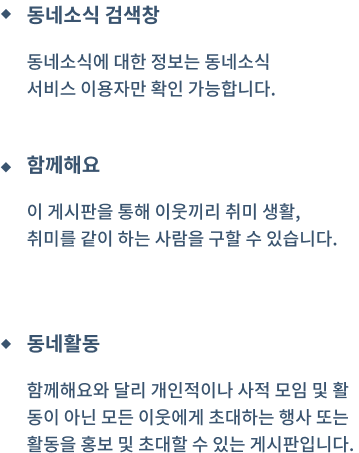 동네소식 검색창
동네소식에 대한 정보는 동네소식
서비스 이용자만 확인 가능합니다.
함께해요
이 게시판을 통해 이웃끼리 취미 생활,
취미를 같이 하는 사람을 구할 수 있습니다.
동네활동
함께해요와 달리 개인적이나 사적 모임 및 활
동이 아닌 모든 이웃에게 초대하는 행사 또는
활동을 홍보 및 초대할 수 있는 게시판입니다.